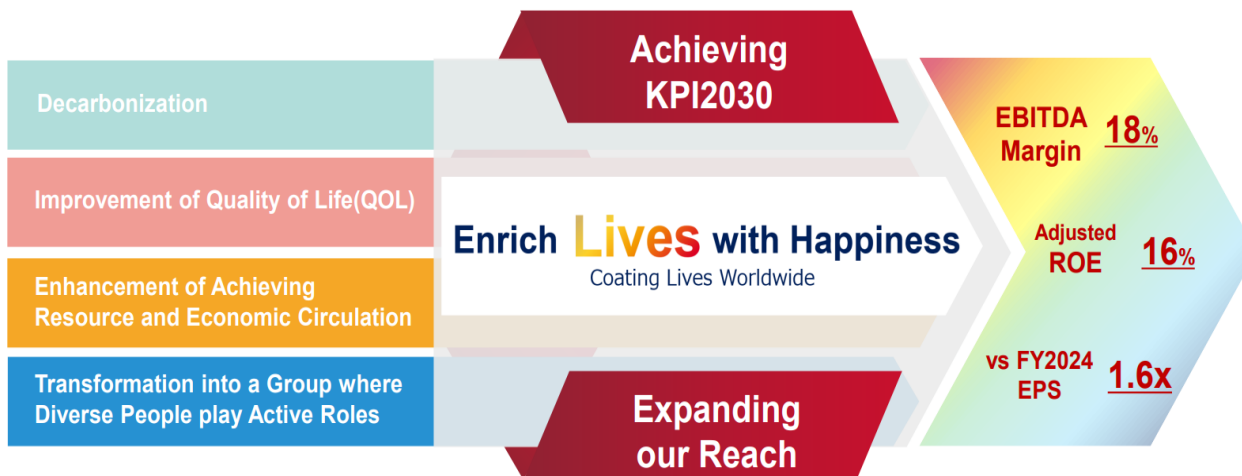 Decarbonization
Improvement of Quality of Life(QOL)
Enhancement of Achieving
Resource and Economic Circulation
Transformation into a Group where
Diverse People play Active Roles
Achieving
KPI2030
Enrich Lives with Happiness
Coating Lives Worldwide
Expanding
our Reach
EBITDA
Margin 18%
Adjusted
ROE 16%
vs FY2024
EPS 1.6x